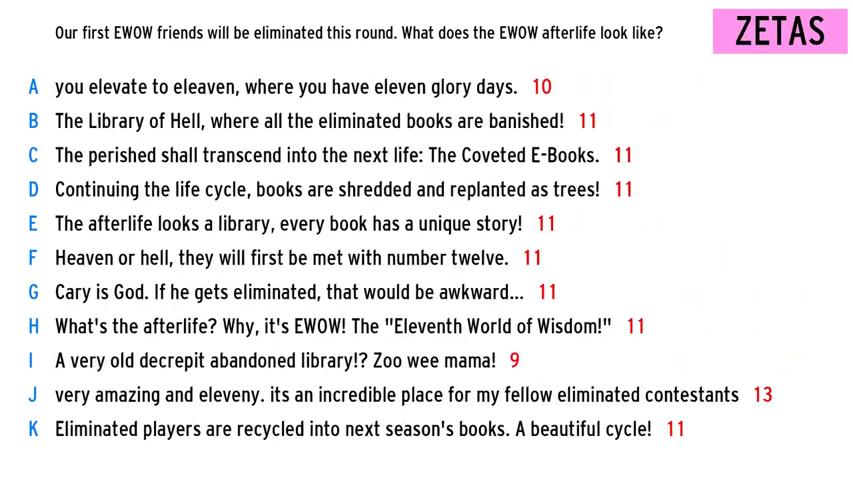 Our first EWOW friends will be eliminated this round. What does the EWOW afterlife look like?
ZETAS
A you elevate to eleaven, where you have eleven glory days. 10
B The Library of Hell, where all the eliminated books are banished! 11
C The perished shall transcend into the next life: The Coveted E-Books. 11
D Continuing the life cycle, books are shredded and replanted as trees! 11
E The afterlife looks a library, every book has a unique story! 11
F Heaven or hell, they will first be met with number twelve. 11
G Cary is God. If he gets eliminated, that would be awkward... 11
H What's the afterlife? Why, it's EWOW! The "Eleventh World of Wisdom!" 11
I A very old decrepit abandoned library!? Zoo wee mama! 9
J very amazing and eleveny. its an incredible place for my fellow eliminated contestants 13
K Eliminated players are recycled into next season's books. A beautiful cycle! 11